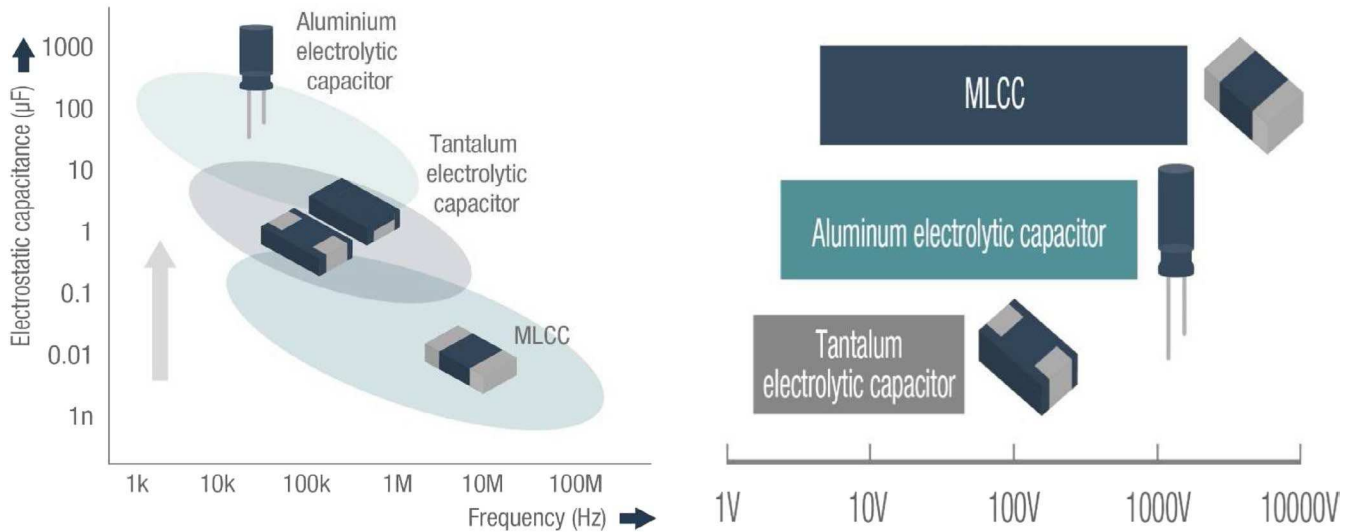 Electrostatic capacitance (μF)
1000
100
10
1
0.1
0.01
1n
Aluminium
electrolytic
capacitor
Tantalum
electrolytic
capacitor
MLCC
1k 10k 100k 1M 10M 100M
Frequency (Hz)
MLCC
Aluminum electrolytic capacitor
Tantalum
electrolytic capacitor
1V 10V 100V 1000V 10000V